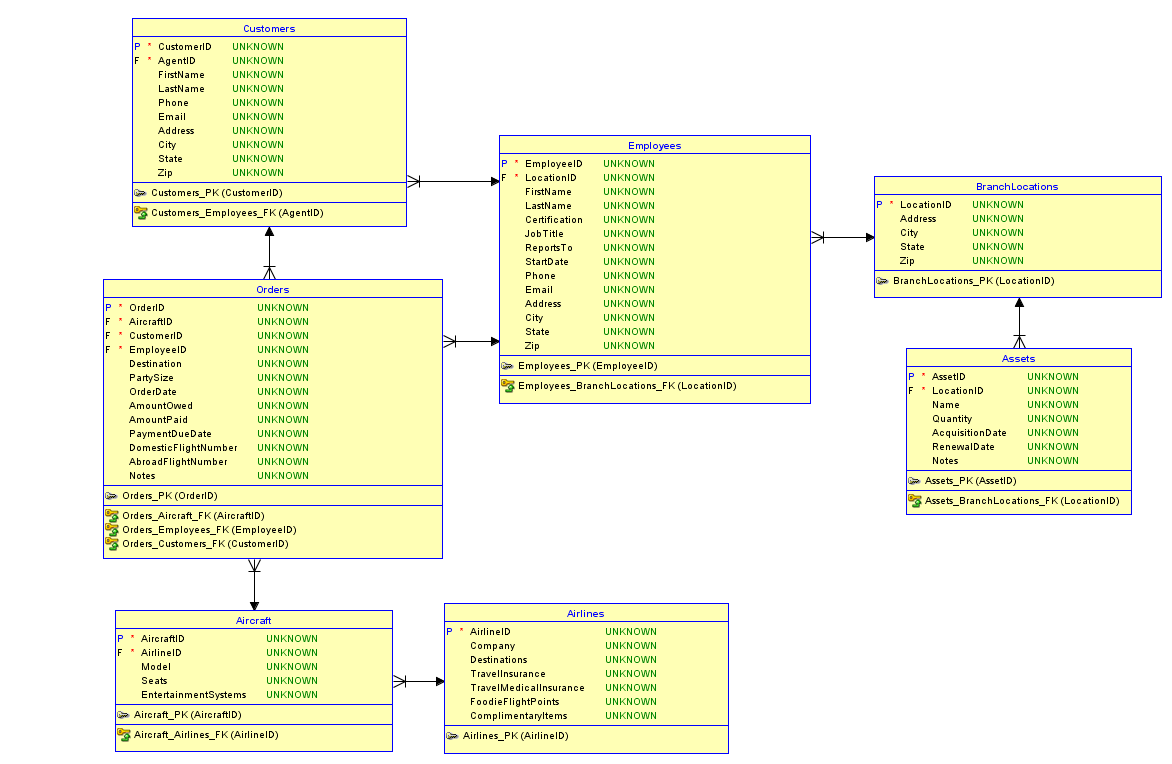 Customers
P * CustomerID UNKNOWN
F * AgentID UNKNOWN
FirstName UNKNOWN
LastName UNKNOWN
Phone UNKNOWN
Email UNKNOWN
Address UNKNOWN
City UNKNOWN
State UNKNOWN
Zip UNKNOWN
Customers_PK (CustomerID)
Customers_Employees_FK (AgentID)
Employees
P * EmployeeID UNKNOWN
F * LocationID UNKNOWN
FirstName UNKNOWN
LastName UNKNOWN
Certification UNKNOWN
JobTitle UNKNOWN
ReportsTo UNKNOWN
StartDate UNKNOWN
Phone UNKNOWN
Email UNKNOWN
Address UNKNOWN
City UNKNOWN
State UNKNOWN
Zip UNKNOWN
Employees_PK (EmployeeID)
Employees_BranchLocations_FK (LocationID)
BranchLocations
P * LocationID UNKNOWN
Address UNKNOWN
City UNKNOWN
State UNKNOWN
Zip UNKNOWN
BranchLocations_PK (LocationID)
Orders
P * OrderID UNKNOWN
F * AircraftID UNKNOWN
F * CustomerID UNKNOWN
F * EmployeeID UNKNOWN
Destination UNKNOWN
PartySize UNKNOWN
OrderDate UNKNOWN
AmountOwed UNKNOWN
AmountPaid UNKNOWN
PaymentDueDate UNKNOWN
DomesticFlightNumber UNKNOWN
AbroadFlightNumber UNKNOWN
Notes UNKNOWN
Orders_PK (OrderID)
Orders_Aircraft_FK (AircraftID)
Orders_Employees_FK (EmployeeID)
Orders_Customers_FK (CustomerID)
Assets
P * AssetID UNKNOWN
F * LocationID UNKNOWN
Name UNKNOWN
Quantity UNKNOWN
AcquisitionDate UNKNOWN
RenewalDate UNKNOWN
Notes UNKNOWN
Assets_PK (AssetID)
Assets_BranchLocations_FK (LocationID)
Aircraft
P * AircraftID UNKNOWN
F * AirlineID UNKNOWN
Model UNKNOWN
Seats UNKNOWN
EntertainmentSystems UNKNOWN
Aircraft_PK (AircraftID)
Aircraft_Airlines_FK (AirlineID)
Airlines
P * AirlineID UNKNOWN
Company UNKNOWN
Destinations UNKNOWN
TravelInsurance UNKNOWN
TravelMedicalInsurance UNKNOWN
FoodieFlightPoints UNKNOWN
ComplimentaryItems UNKNOWN
Airlines_PK (AirlineID)